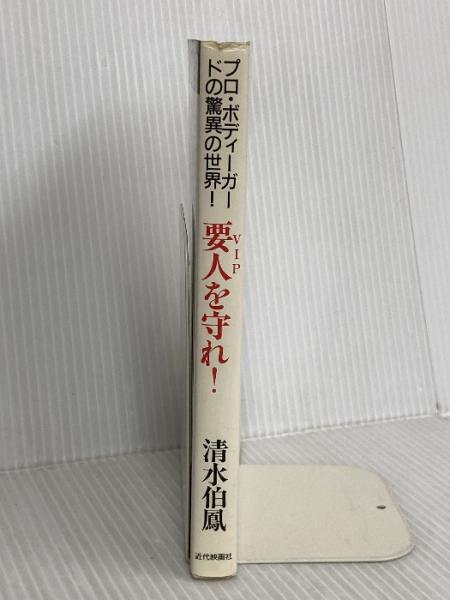 プロ・ボディーガー
ドの驚異の世界!
要人を守れ!
VIP
清水伯鳳
近代映画社